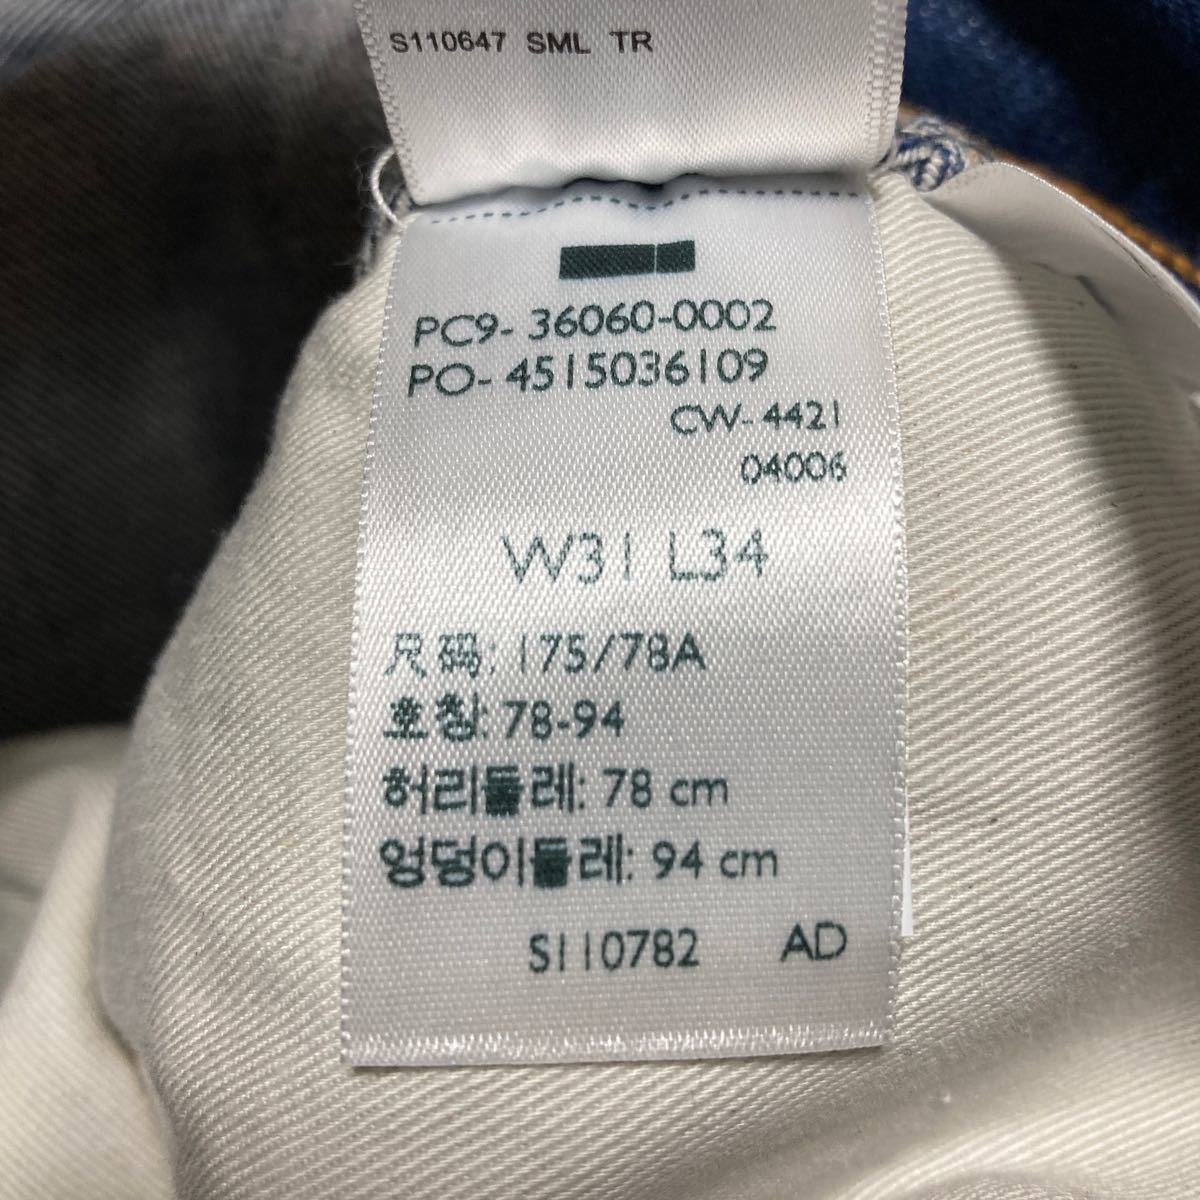 S110647 SML TR
PC9-36060-0002
PO-4515036109
CW-4421
04006
W31 L34
尺码: 175/78A
호칭: 78-94
허리둘레: 78 cm
엉덩이둘레: 94 cm
S110782 AD